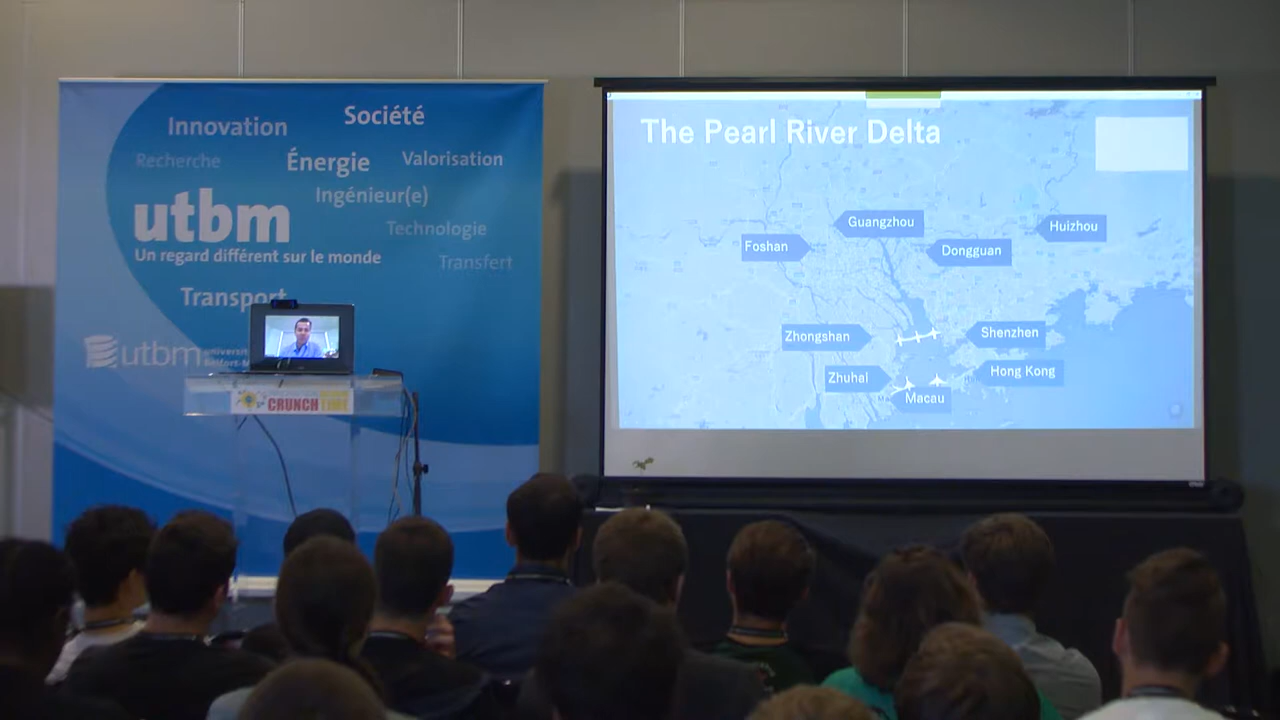 Innovation
Société
Recherche
Énergie
Valorisation
Ingénieur(e)
utbm
Technologie
Un regard différent sur le monde
Transfert
Transport
utbm
CRUNCH
TIME
The Pearl River Delta
Guangzhou
Huizhou
Foshan
Dongguan
Zhongshan
Shenzhen
Zhuhai
Hong Kong
Macau